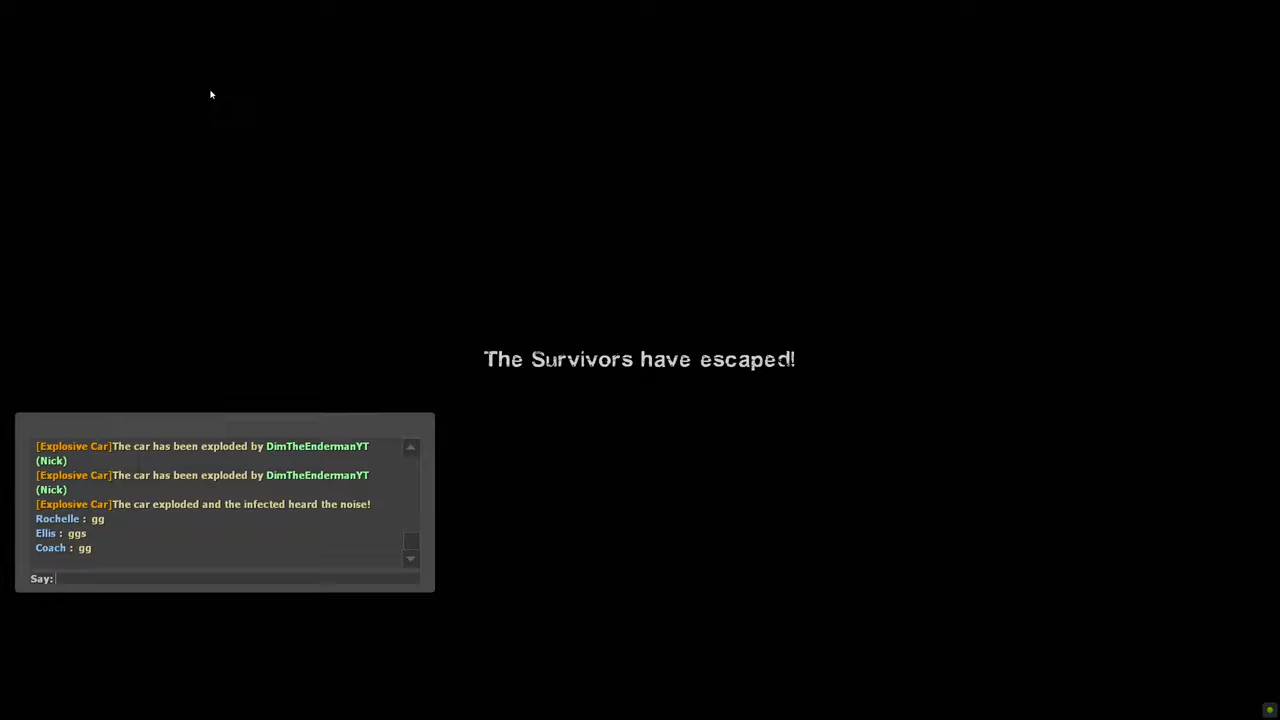 The Survivors have escaped!
[Explosive Car]The car has been exploded by DimTheEndermanYT
(Nick)
[Explosive Car]The car has been exploded by DimTheEndermanYT
(Nick)
[Explosive Car]The car exploded and the infected heard the noise!
Rochelle : gg
Ellis : ggs
Coach : gg
Say: